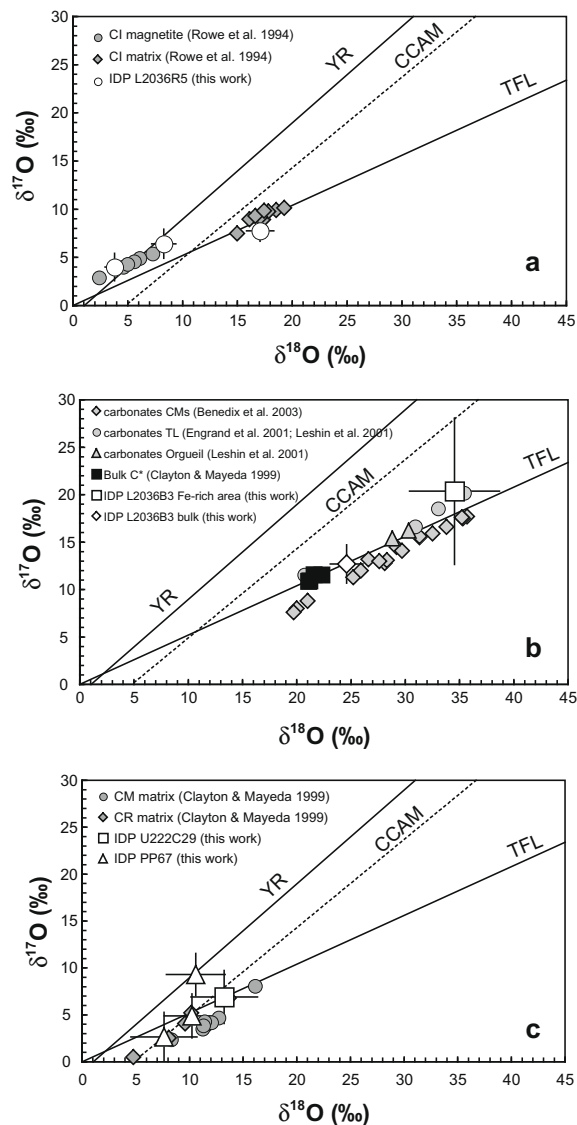 30
CI magnetite (Rowe et al. 1994)
CI matrix (Rowe et al. 1994)
IDP L2036R5 (this work)
YR
CCAM
TFL
25
20
15
10
5
0
δ¹⁷O (‰)
a
0 5 10 15 20 25 30 35 40 45
δ¹⁸O (‰)
30
carbonates CMs (Benedix et al. 2003)
carbonates TL (Engrand et al. 2001; Leshin et al. 2001)
carbonates Orgueil (Leshin et al. 2001)
Bulk C* (Clayton & Mayeda 1999)
IDP L2036B3 Fe-rich area (this work)
IDP L2036B3 bulk (this work)
CCAM
TFL
YR
25
20
15
10
5
0
δ¹⁷O (‰)
b
0 5 10 15 20 25 30 35 40 45
δ¹⁸O (‰)
30
CM matrix (Clayton & Mayeda 1999)
CR matrix (Clayton & Mayeda 1999)
IDP U222C29 (this work)
IDP PP67 (this work)
YR
CCAM
TFL
25
20
15
10
5
0
δ¹⁷O (‰)
c
0 5 10 15 20 25 30 35 40 45
δ¹⁸O (‰)